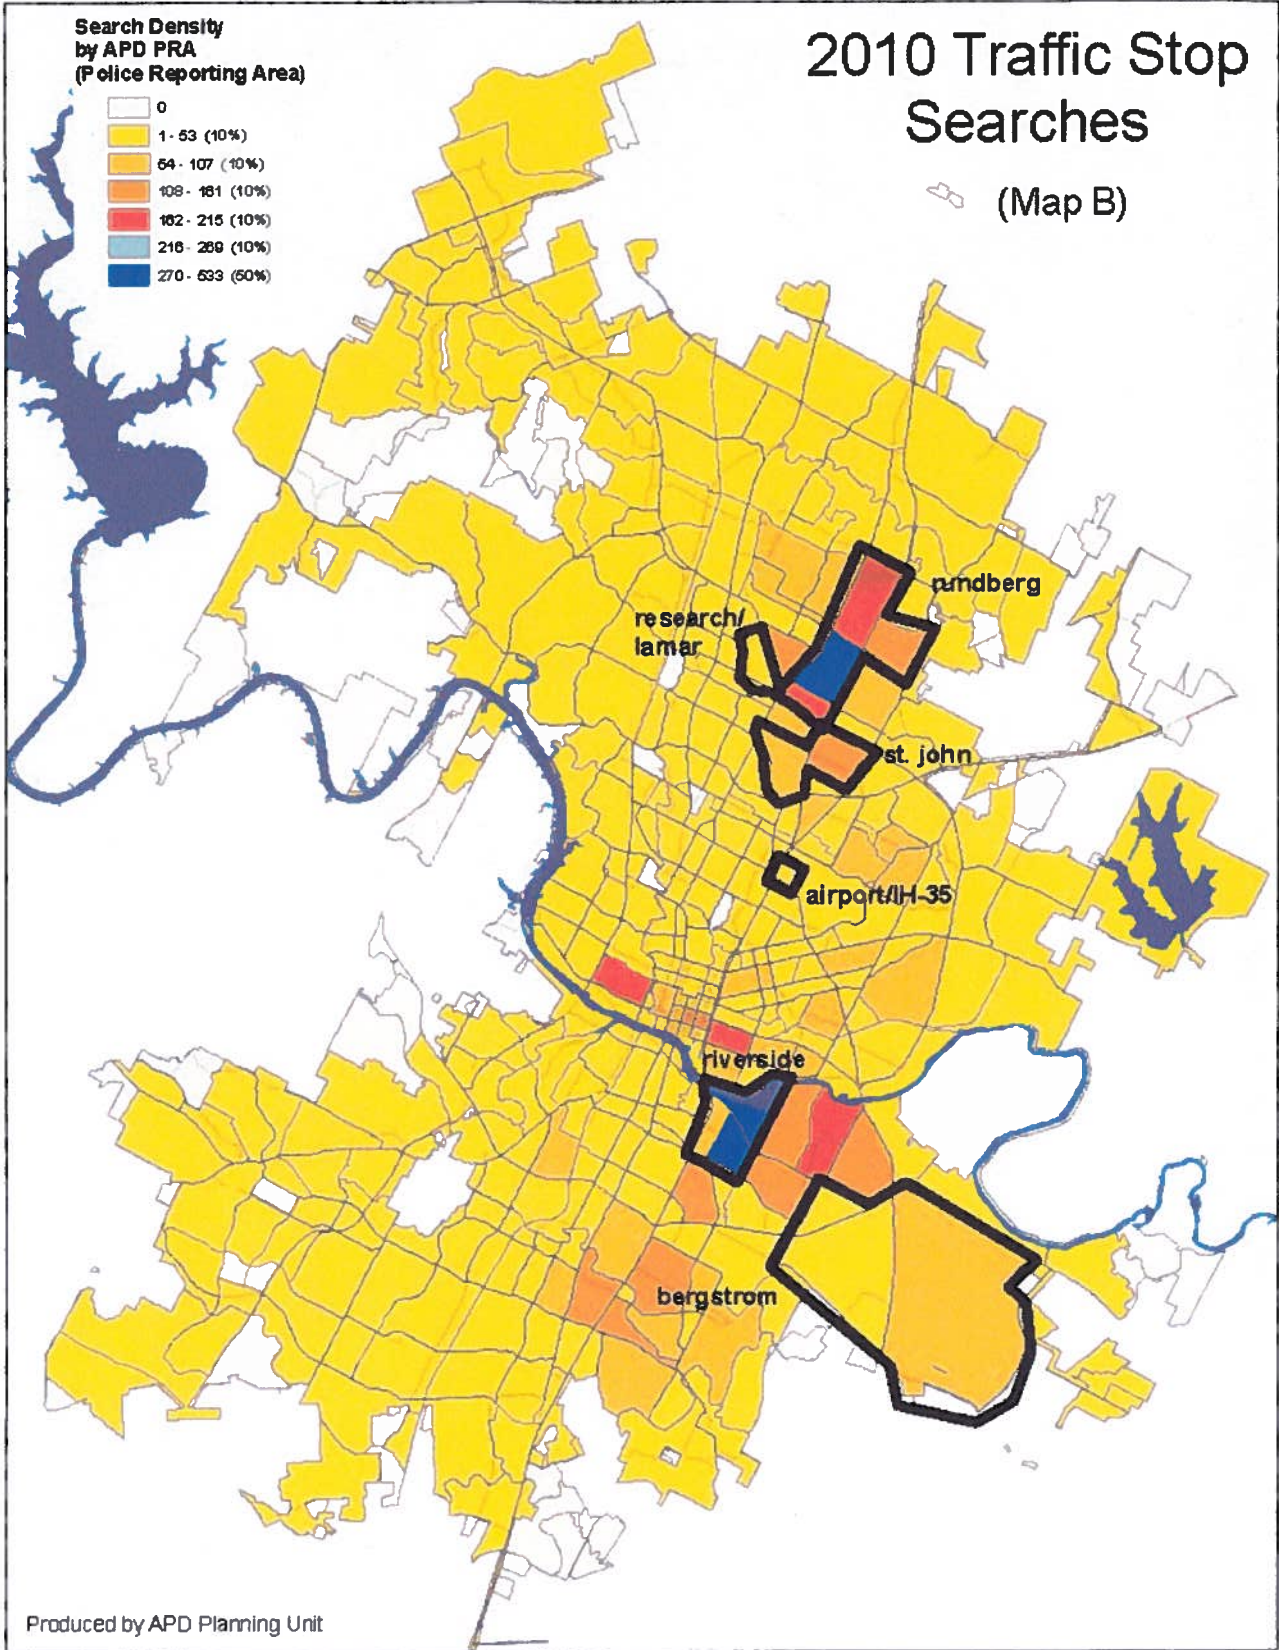 Search Density
by APD PRA
(Police Reporting Area)
0
1 - 53 (10%)
54 - 107 (10%)
108 - 161 (10%)
162 - 215 (10%)
216 - 269 (10%)
270 - 533 (50%)
2010 Traffic Stop
Searches
(Map B)
rundberg
research/
lamar
st. john
airport/IH-35
riverside
bergstrom
Produced by APD Planning Unit